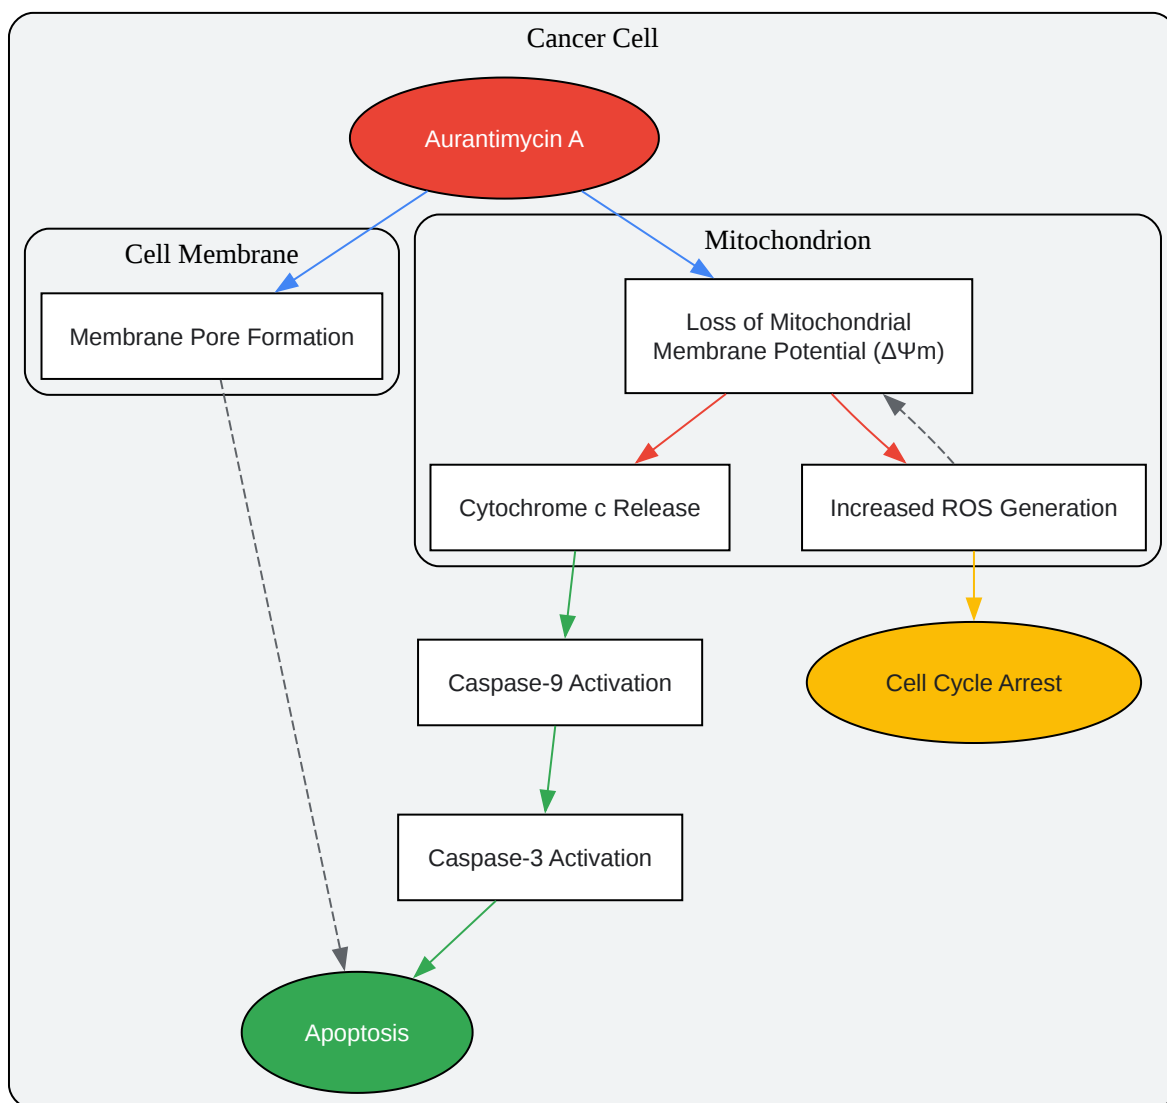 Cancer Cell
Aurantimycin A
Cell Membrane
Mitochondrion
Membrane Pore Formation
Loss of Mitochondrial
Membrane Potential (ΔΨm)
Cytochrome c Release
Increased ROS Generation
Caspase-9 Activation
Cell Cycle Arrest
Caspase-3 Activation
Apoptosis